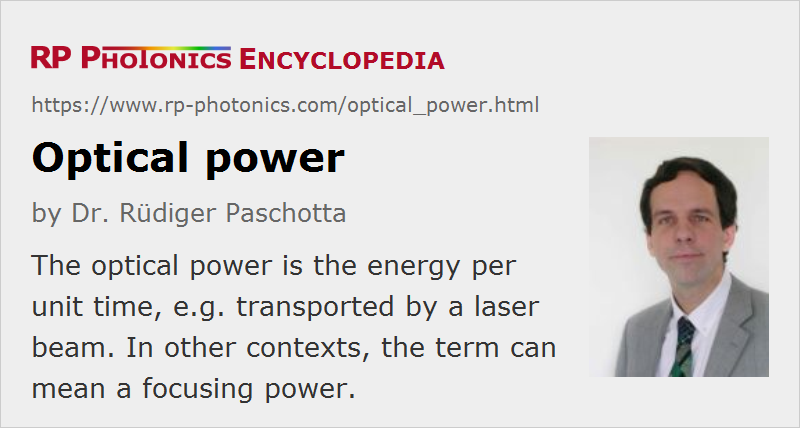 RP PHOTONICS ENCYCLOPEDIA
https://www.rp-photonics.com/optical_power.html
Optical power
by Dr. Rüdiger Paschotta
The optical power is the energy per
unit time, e.g. transported by a laser
beam. In other contexts, the term can
mean a focusing power.